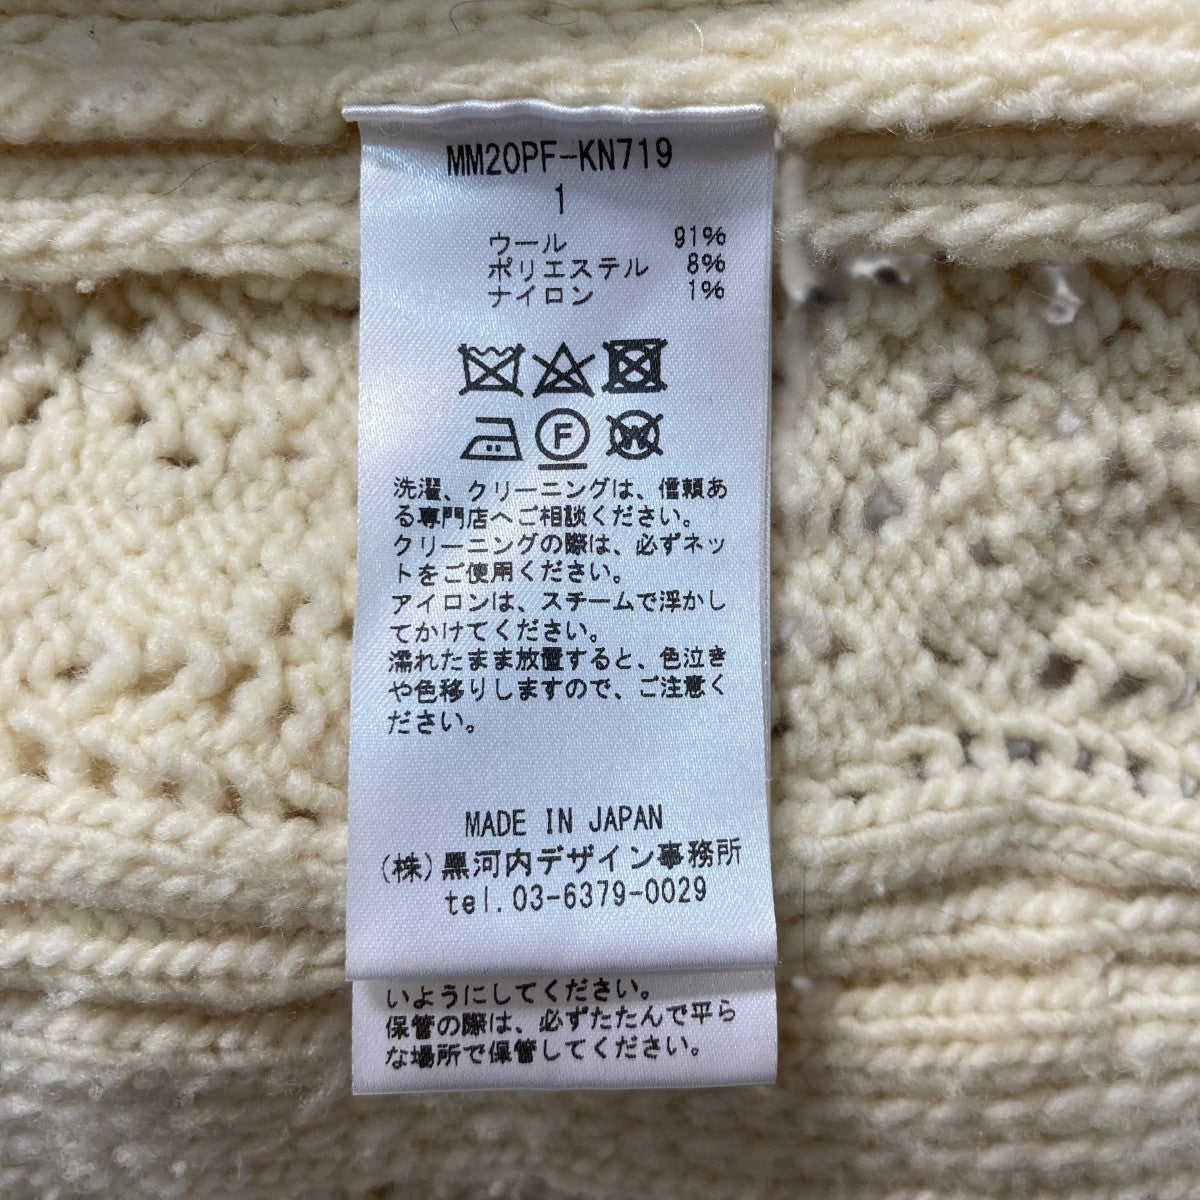 MM20PF-KN719
1
ウール 91%
ポリエステル 8%
ナイロン 1%
F W
洗濯、クリーニングは、信頼あ
る専門店へご相談ください。
クリーニングの際は、必ずネッ
トをご使用ください。
アイロンは、スチームで浮かし
てかけてください。
濡れたまま放置すると、色泣き
や色移りしますので、ご注意く
ださい。
MADE IN JAPAN
(株)黒河内デザイン事務所
tel.03-6379-0029
いようにしてください。
保管の際は、必ずたたんで平ら
な場所で保管してください。